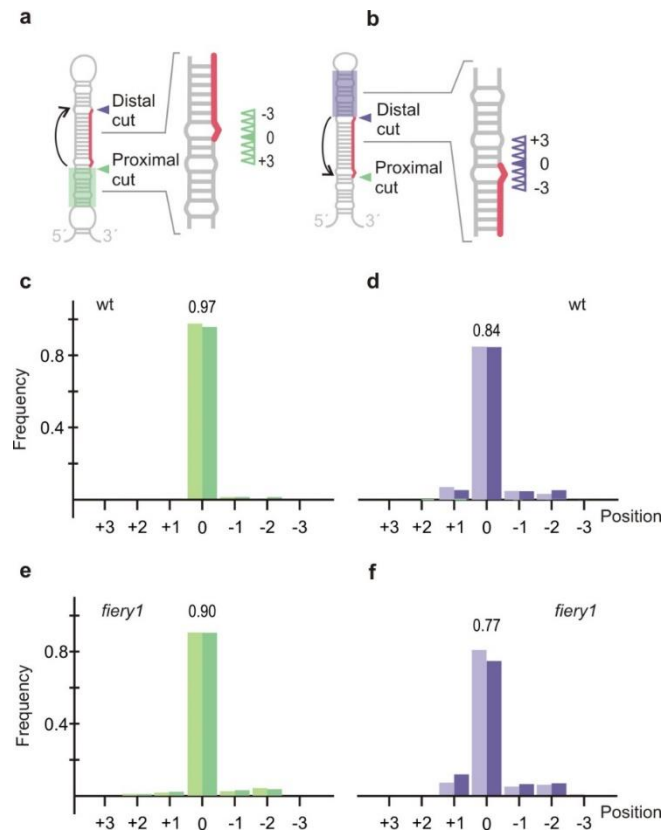 a
b
Distal
cut
Proximal
cut
5´ 3´
-3
0
+3
Distal
cut
Proximal
cut
5´ 3´
+3
0
-3
c
wt
0.97
Frequency
0.8
0.4
+3 +2 +1 0 -1 -2 -3
d
wt
0.84
+3 +2 +1 0 -1 -2 -3 Position
e
fiery1
0.90
Frequency
0.8
0.4
+3 +2 +1 0 -1 -2 -3
f
fiery1
0.77
+3 +2 +1 0 -1 -2 -3
Position